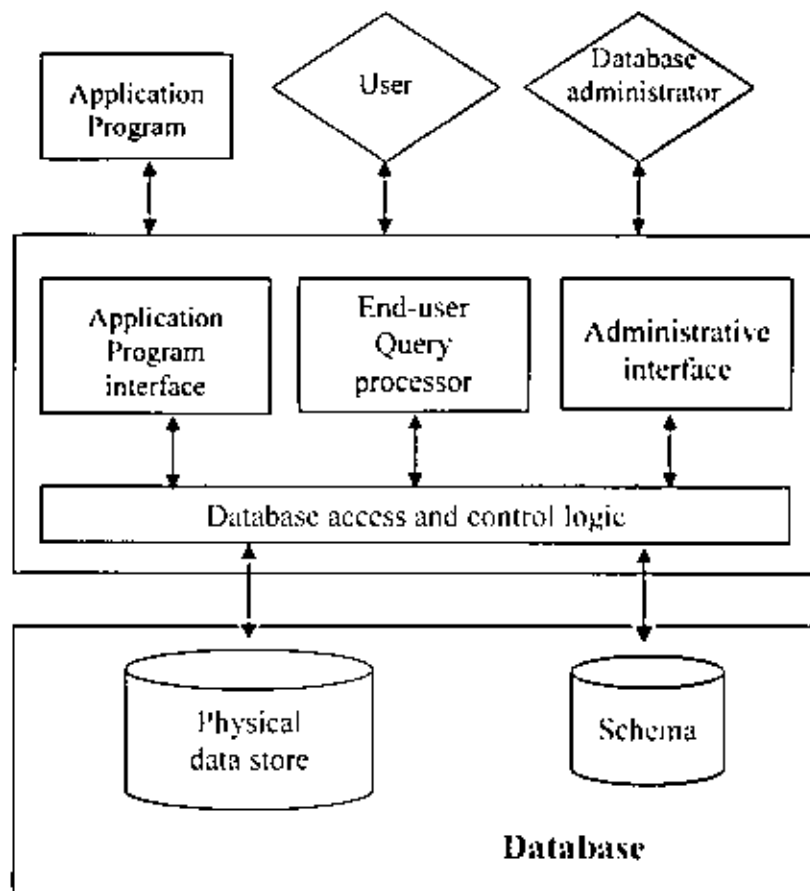 Application
Program
User
Database
administrator
Application
Program
interface
End-user
Query
processor
Administrative
interface
Database access and control logic
Physical
data store
Schema
Database